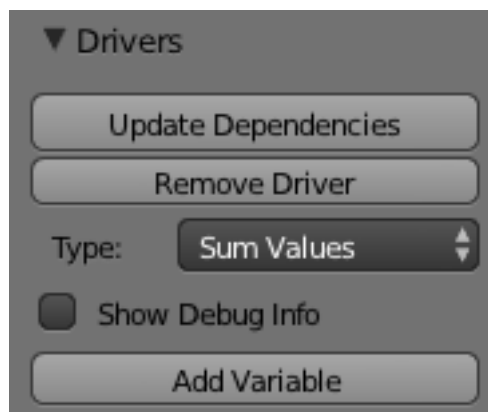 Drivers
Update Dependencies
Remove Driver
Type: Sum Values
Show Debug Info
Add Variable